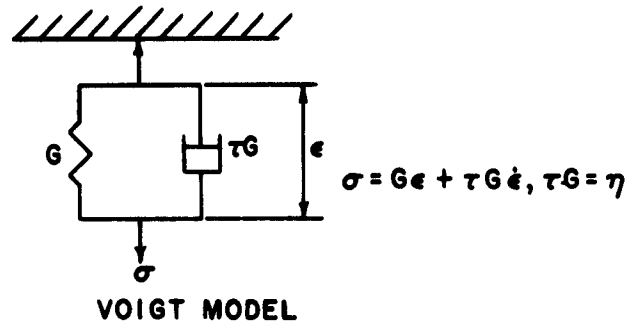 G
τG
ϵ
σ = Gϵ + τGϵ̇, τG = η
σ
VOIGT MODEL